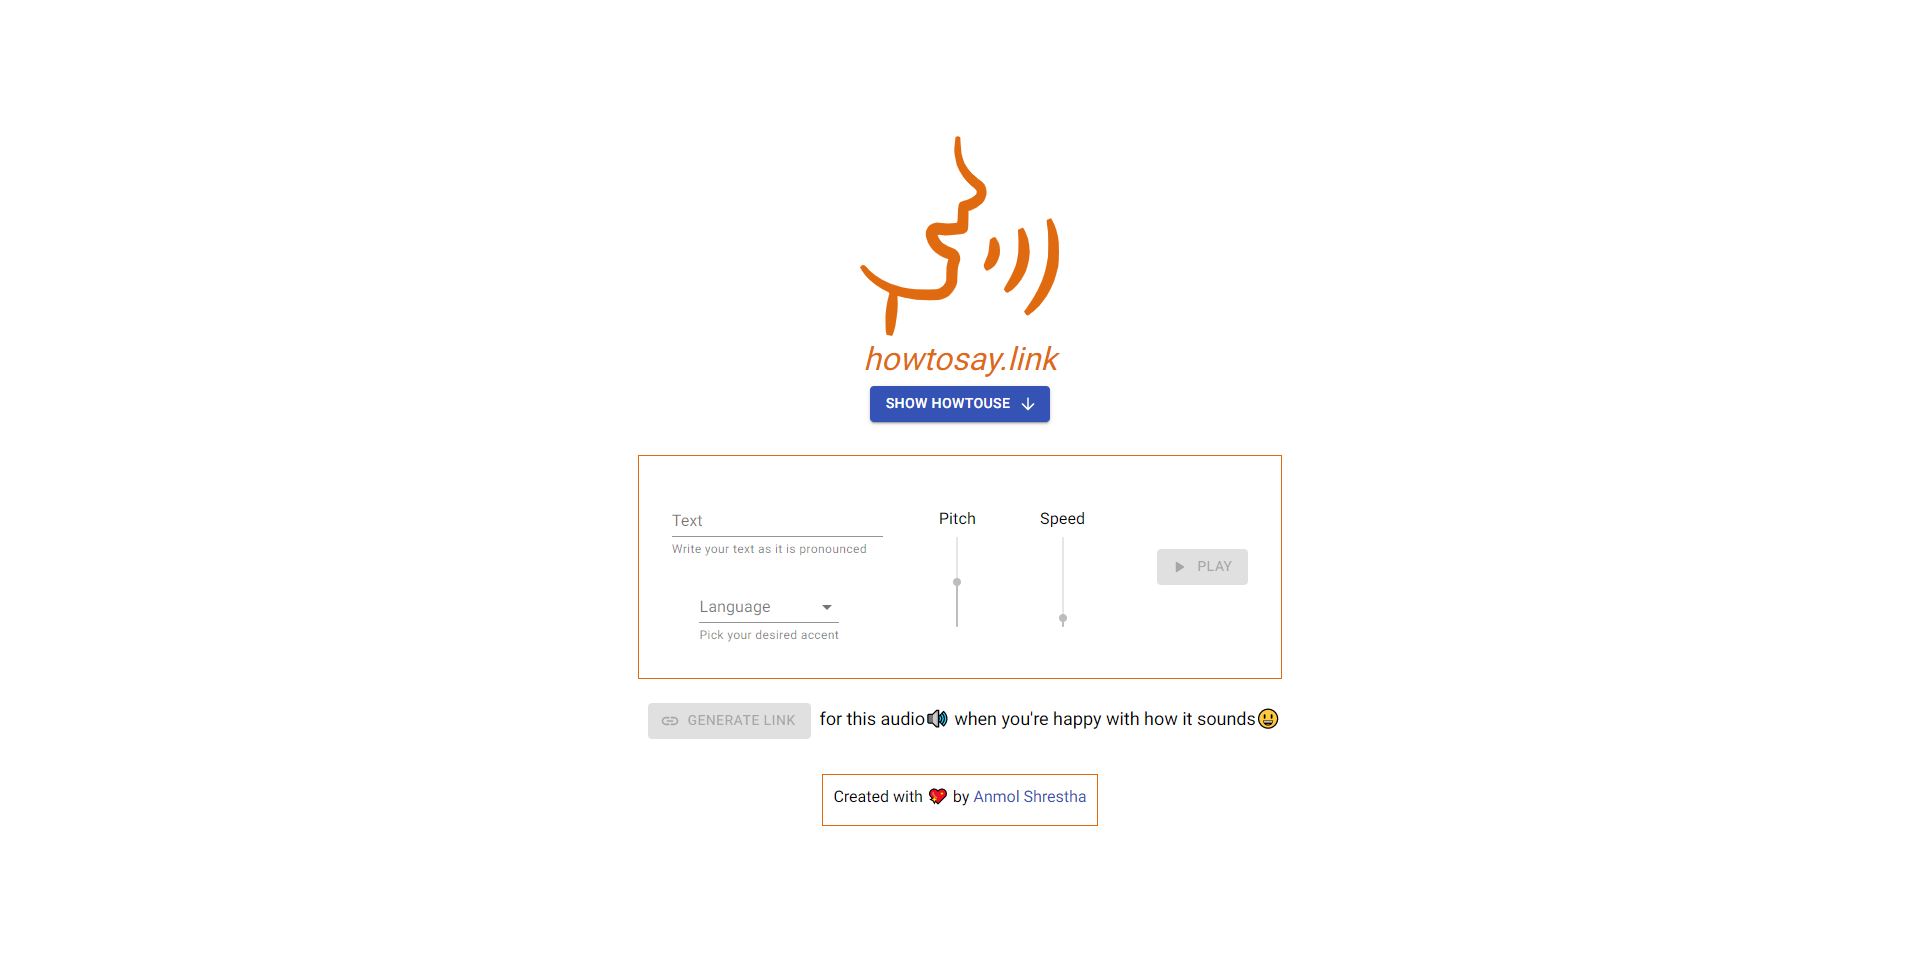 howtosay.link
SHOW HOWTOUSE
Text
Write your text as it is pronounced
Language
Pick your desired accent
Pitch
Speed
PLAY
GENERATE LINK for this audio🔊 when you're happy with how it sounds😃
Created with 💖 by Anmol Shrestha